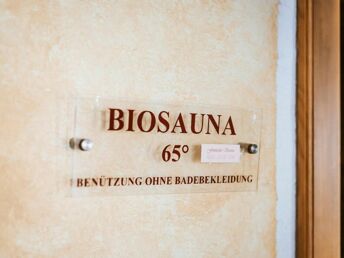 BIOSAUNA
65°
BENÜTZUNG OHNE BADEBEKLEIDUNG